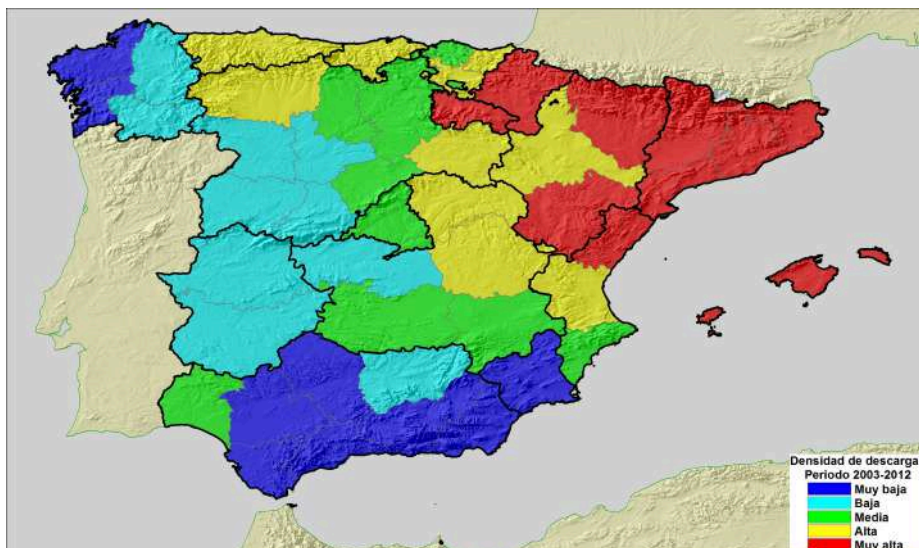 Densidad de descarga
Periodo 2003-2012
Muy baja
Baja
Media
Alta
Muy alta